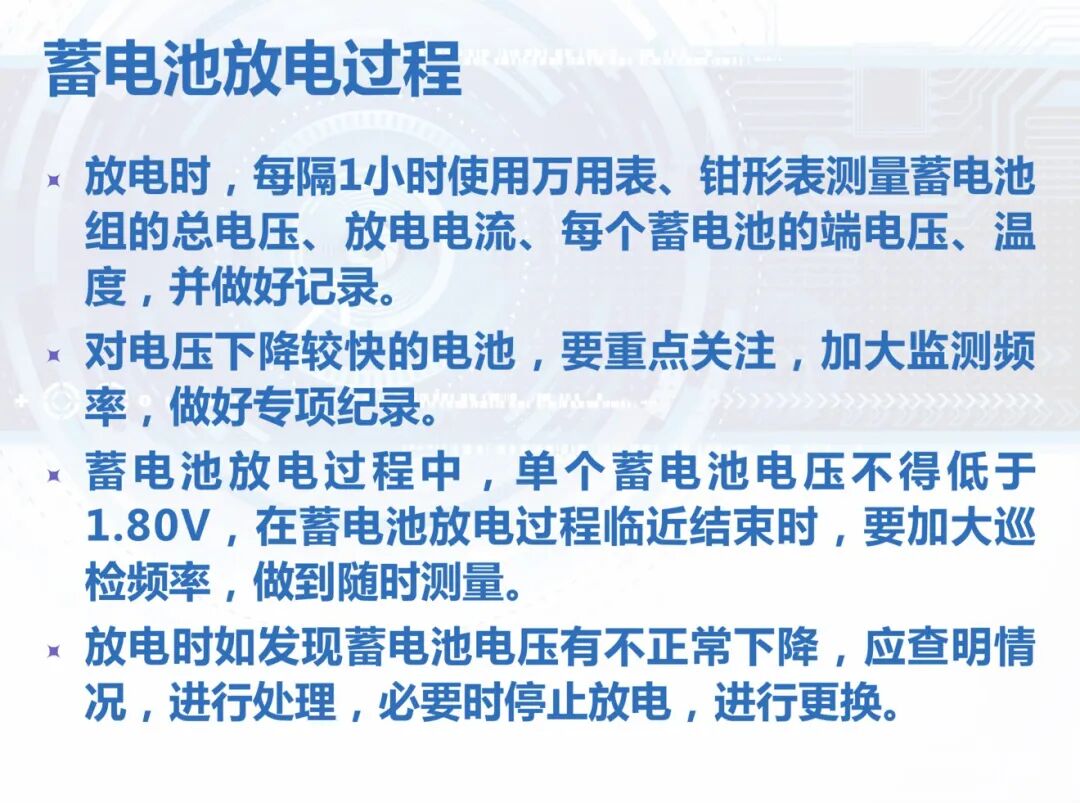 蓄电池放电过程
放电时，每隔1小时使用万用表、钳形表测量蓄电池
组的总电压、放电电流、每个蓄电池的端电压、温
度，并做好记录。
对电压下降较快的电池，要重点关注，加大监测频
率，做好专项纪录。
蓄电池放电过程中，单个蓄电池电压不得低于
1.80V，在蓄电池放电过程临近结束时，要加大巡
检频率，做到随时测量。
放电时如发现蓄电池电压有不正常下降，应查明情
况，进行处理，必要时停止放电，进行更换。